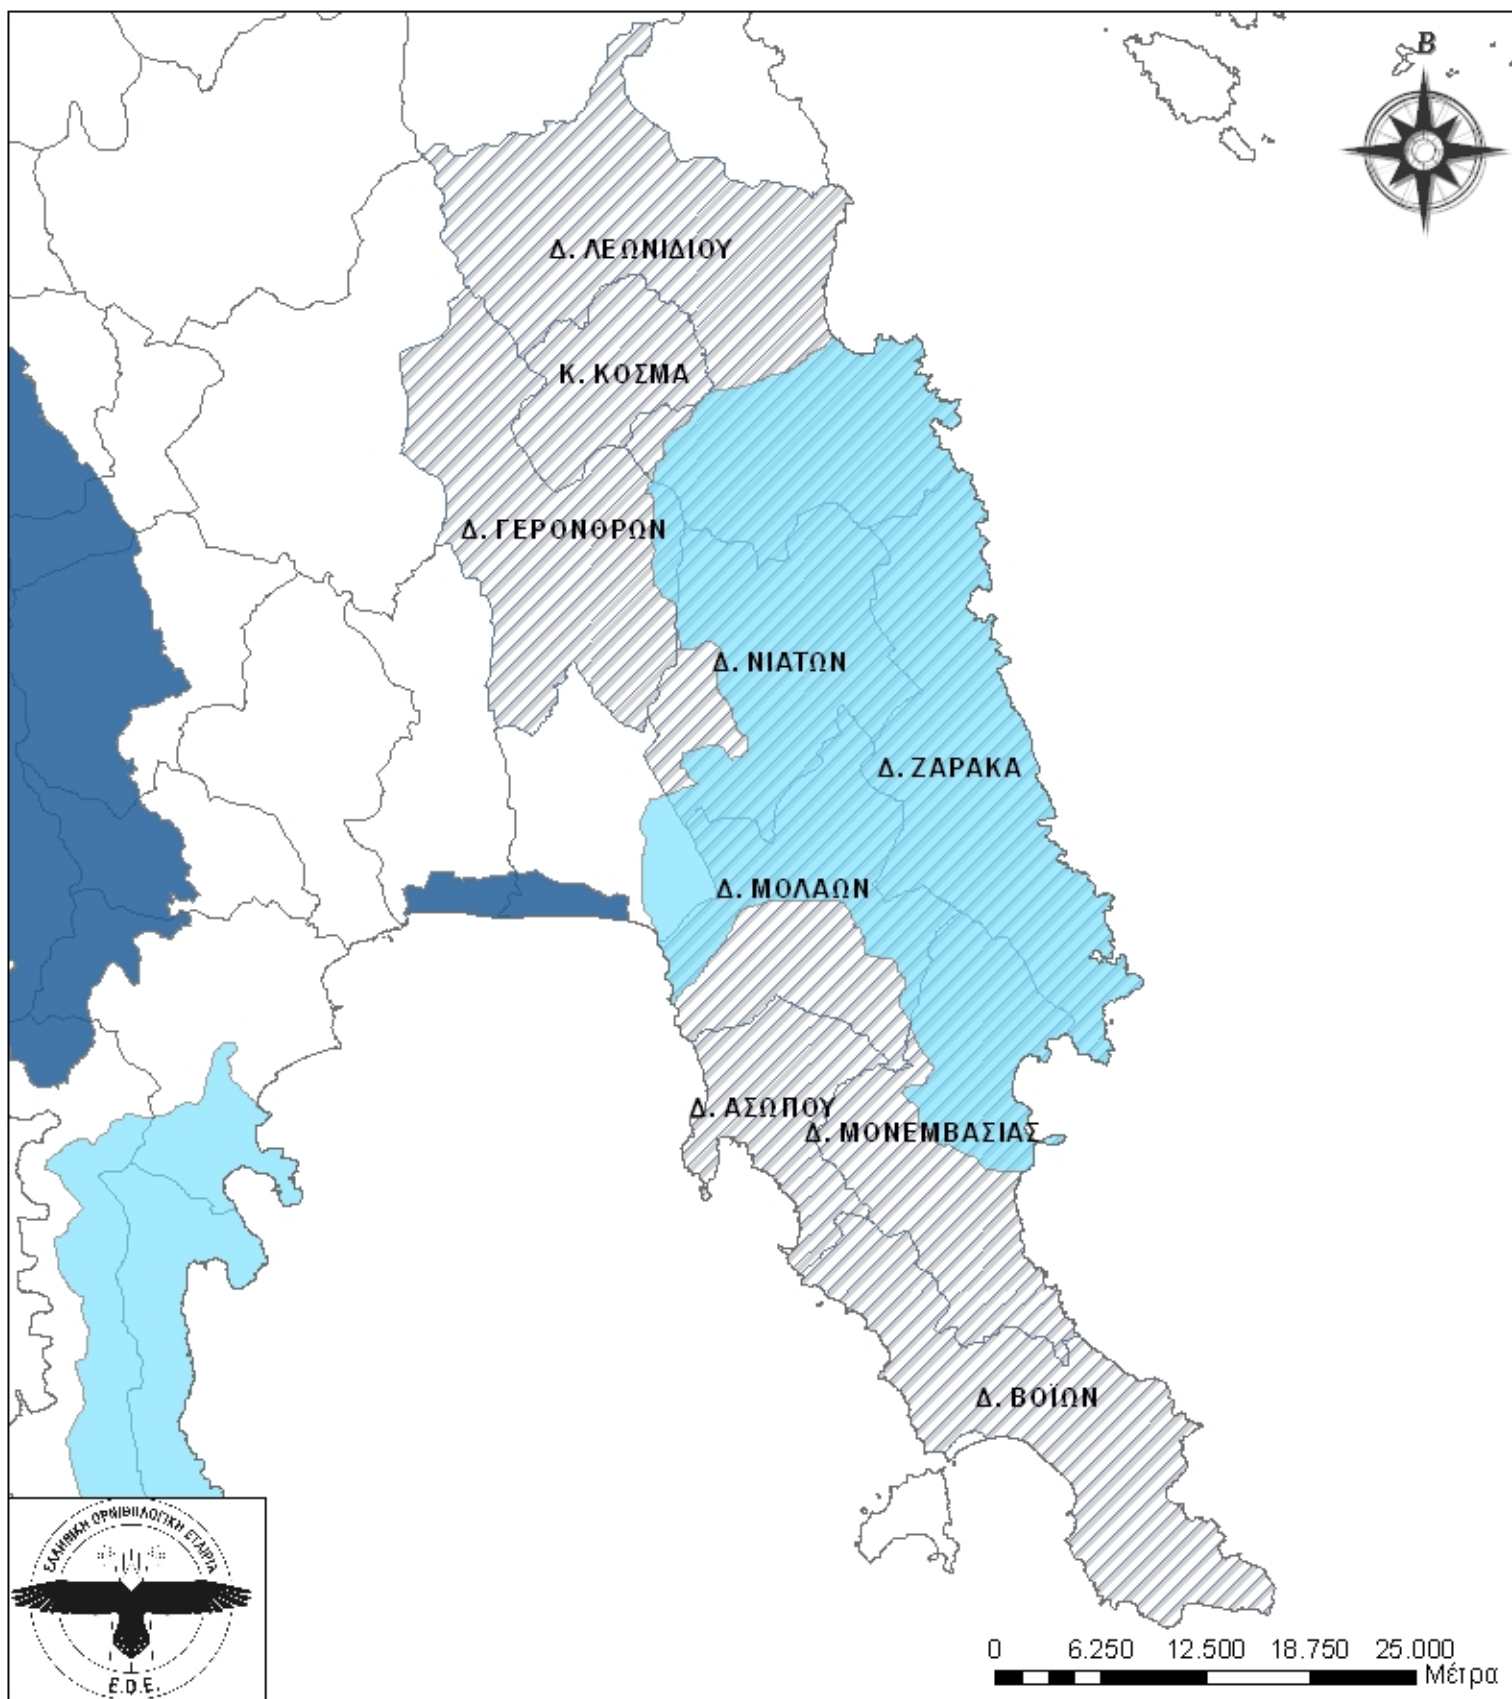 Β
Δ. ΛΕΩΝΙΔΙΟΥ
Κ. ΚΟΣΜΑ
Δ. ΓΕΡΟΝΘΡΩΝ
Δ. ΝΙΑΤΩΝ
Δ. ΖΑΡΑΚΑ
Δ. ΜΟΛΑΩΝ
Δ. ΑΣΩΠΟΥ
Δ. ΜΟΝΕΜΒΑΣΙΑΣ
Δ. ΒΟΪΩΝ
ΕΛΛΗΝΙΚΗ ΟΡΝΙΘΟΛΟΓΙΚΗ ΕΤΑΙΡΙΑ
Ε.Ο.Ε.
0 6.250 12.500 18.750 25.000
Μέτρα